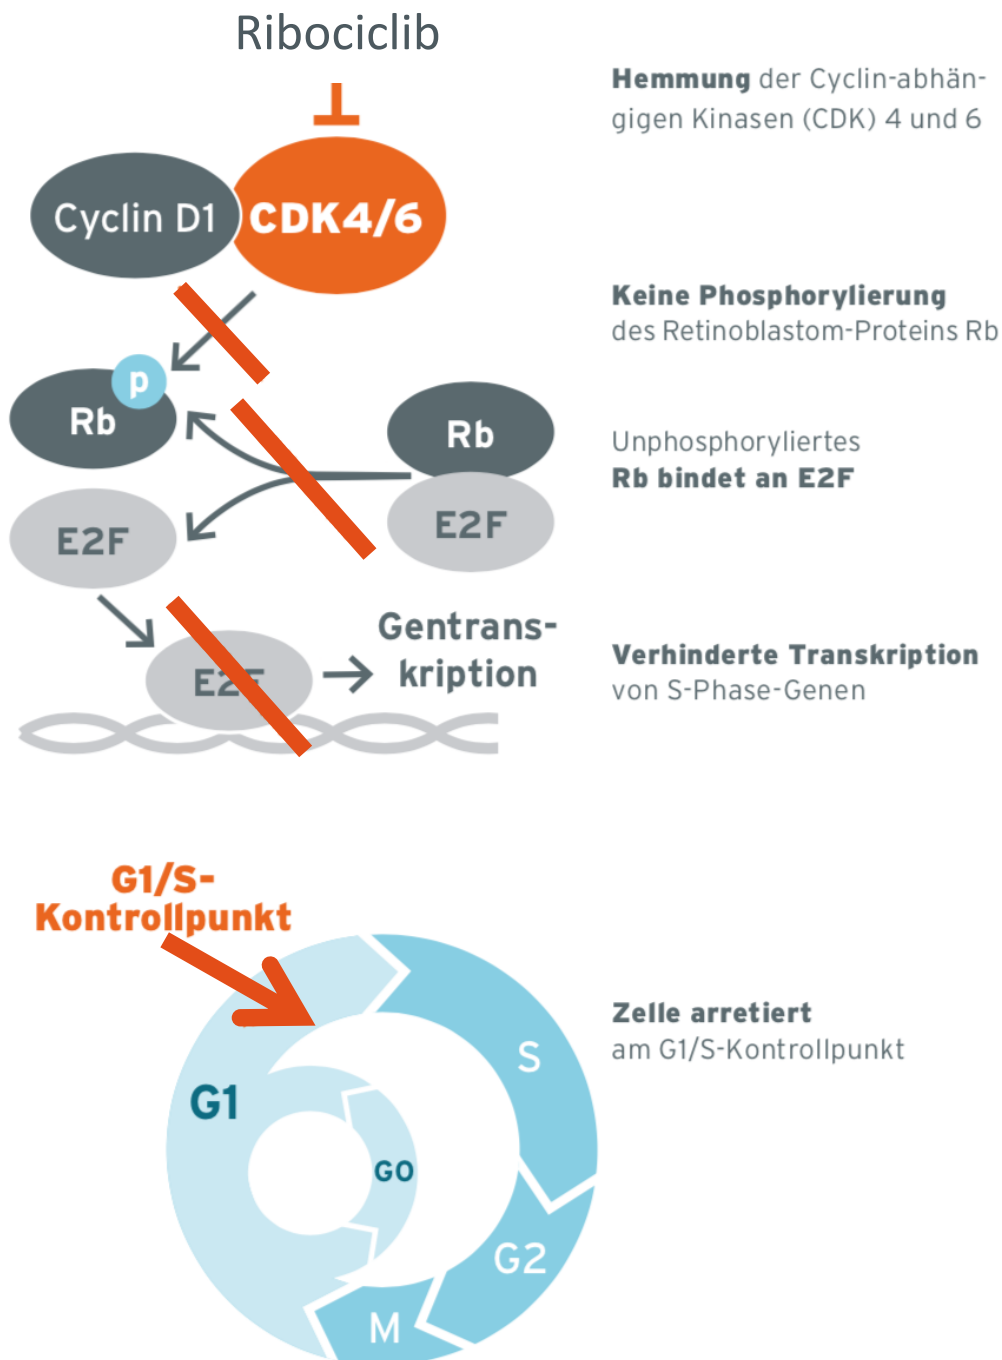 Ribociclib
Hemmung der Cyclin-abhän-
gigen Kinasen (CDK) 4 und 6
Cyclin D1
CDK4/6
Keine Phosphorylierung
des Retinoblastom-Proteins Rb
p
Rb
Rb
Unphosphoryliertes
Rb bindet an E2F
E2F
E2F
Gentrans-
kription
E2F
Verhinderte Transkription
von S-Phase-Genen
G1/S-
Kontrollpunkt
Zelle arretiert
am G1/S-Kontrollpunkt
S
G1
G0
G2
M